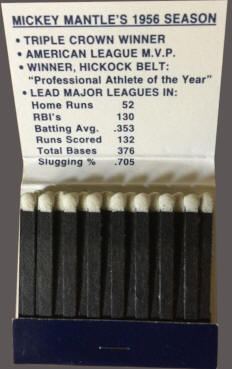 MICKEY MANTLE'S 1956 SEASON
• TRIPLE CROWN WINNER
• AMERICAN LEAGUE M.V.P.
• WINNER, HICKOCK BELT:
"Professional Athlete of the Year"
• LEAD MAJOR LEAGUES IN:
Home Runs 52
RBI's 130
Batting Avg. .353
Runs Scored 132
Total Bases 376
Slugging % .705